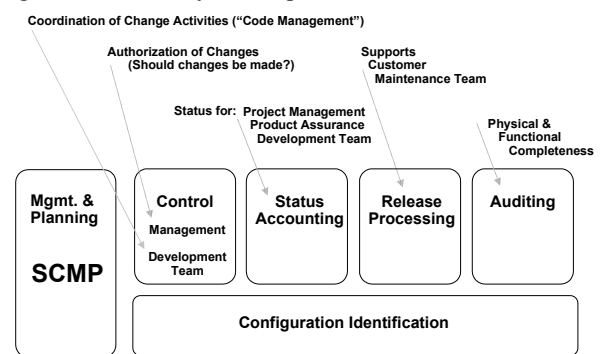 Coordination of Change Activities (“Code Management”)
Authorization of Changes
(Should changes be made?)
Supports
Customer
Maintenance Team
Status for: Project Management
Product Assurance
Development Team
Physical &
Functional
Completeness
Mgmt. &
Planning
SCMP
Control
Management
Development
Team
Status
Accounting
Release
Processing
Auditing
Configuration Identification